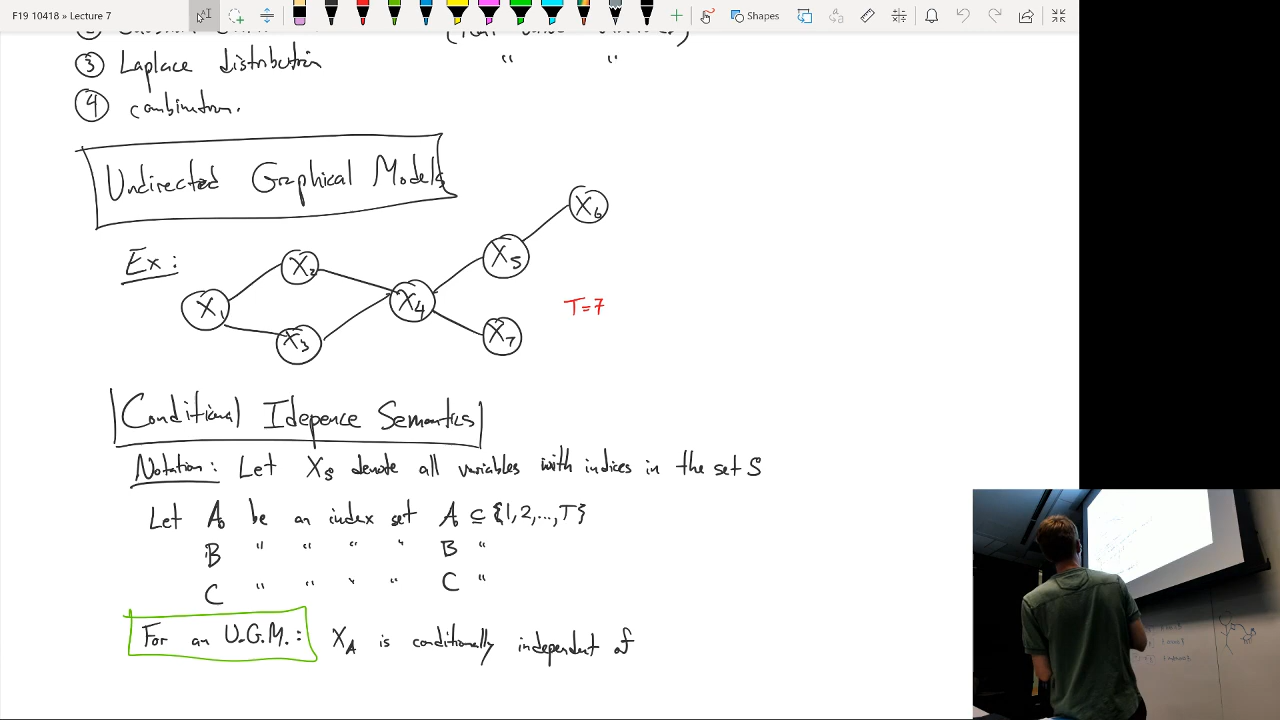 F19 10418 » Lecture 7
Shapes
③ Laplace distribution " "
④ combination.
Undirected Graphical Models
Ex:
X1
X2
X3
X4
X5
X6
X7
T=7
Conditional Idepence Semantics
Notation: Let XS denote all variables with indices in the set S
Let A be an index set A ⊆ {1,2,...,T}
B " " " " B "
C " " " " C "
For an U.G.M.: XA is conditionally independent of